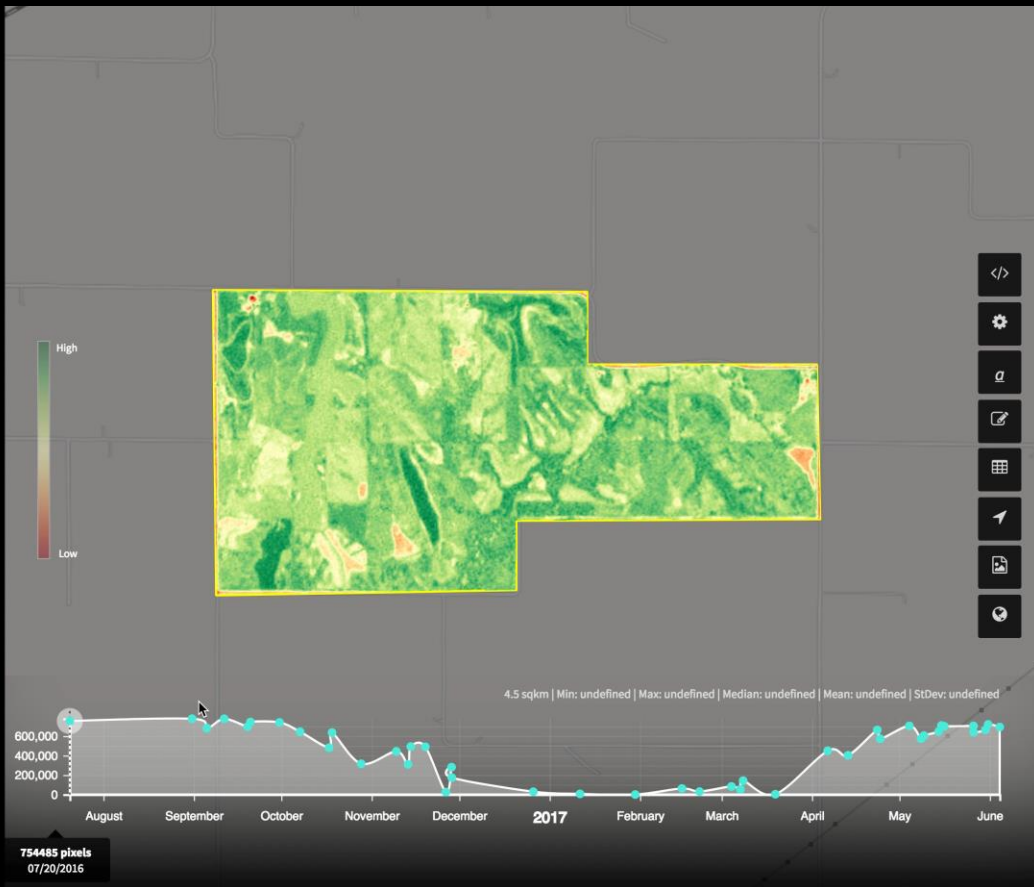 High
Low
</>
a
4.5 sqkm | Min: undefined | Max: undefined | Median: undefined | Mean: undefined | StDev: undefined
600,000
400,000
200,000
0
August September October November December 2017 February March April May June
754485 pixels
07/20/2016